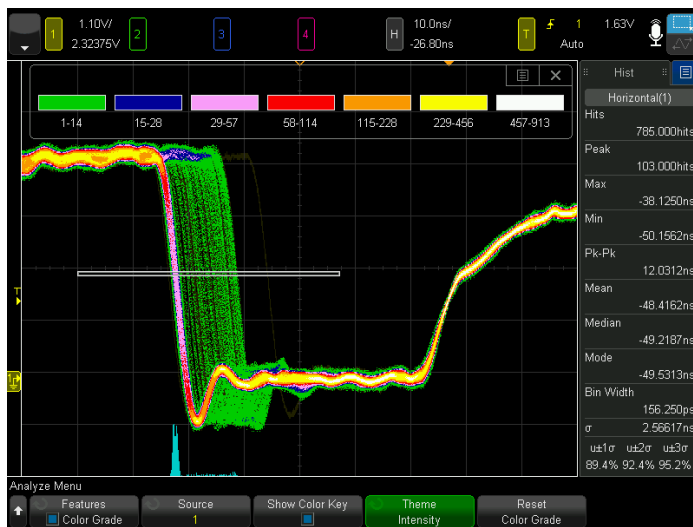 1
1.10V/
2.32375V
2
3
4
H
10.0ns/
-26.80ns
T
1
Auto
1.63V
1-14
15-28
29-57
58-114
115-228
229-456
457-913
T
1
Hist
Horizontal(1)
Hits
785.000hits
Peak
103.000hits
Max
-38.1250ns
Min
-50.1562ns
Pk-Pk
12.0312ns
Mean
-48.4162ns
Median
-49.2187ns
Mode
-49.5313ns
Bin Width
156.250ps
σ
2.56617ns
u±1σ u±2σ u±3σ
89.4% 92.4% 95.2%
Analyze Menu
Features
Color Grade
Source
1
Show Color Key
Theme
Intensity
Reset
Color Grade